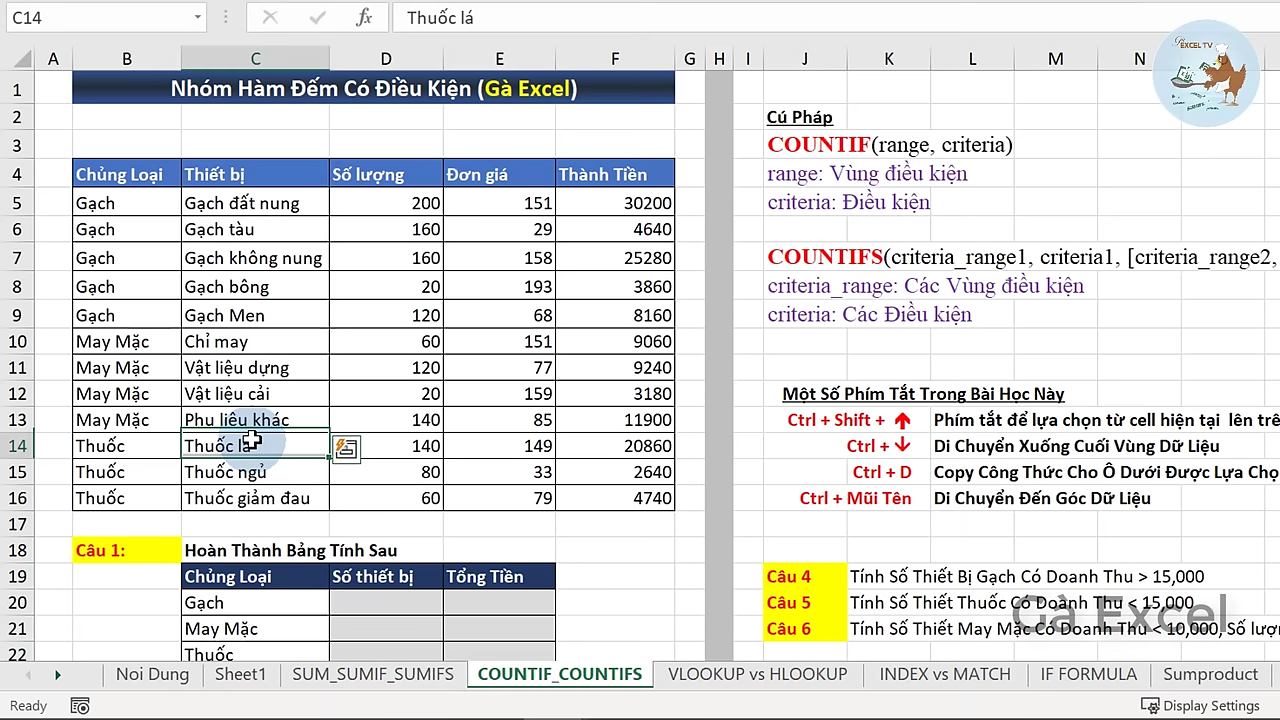 C14
fx
Thuốc lá
A B C D E F G H I J K L M N
1 Nhóm Hàm Đếm Có Điều Kiện (Gà Excel)
EXCEL TV
2 Cú Pháp
3 COUNTIF(range, criteria)
4 Chủng Loại Thiết bị Số lượng Đơn giá Thành Tiền range: Vùng điều kiện
5 Gạch Gạch đất nung 200 151 30200 criteria: Điều kiện
6 Gạch Gạch tàu 160 29 4640
7 Gạch Gạch không nung 160 158 25280 COUNTIFS(criteria_range1, criteria1, [criteria_range2,
8 Gạch Gạch bông 20 193 3860 criteria_range: Các Vùng điều kiện
9 Gạch Gạch Men 120 68 8160 criteria: Các Điều kiện
10 May Mặc Chỉ may 60 151 9060
11 May Mặc Vật liệu dựng 120 77 9240
12 May Mặc Vật liệu cải 20 159 3180 Một Số Phím Tắt Trong Bài Học Này
13 May Mặc Phụ liệu khác 140 85 11900 Ctrl + Shift + ↑ Phím tắt để lựa chọn từ cell hiện tại lên trê
14 Thuốc Thuốc lá 140 149 20860 Ctrl + ↓ Di Chuyển Xuống Cuối Vùng Dữ Liệu
15 Thuốc Thuốc ngủ 80 33 2640 Ctrl + D Copy Công Thức Cho Ô Dưới Được Lựa Chọ
16 Thuốc Thuốc giảm đau 60 79 4740 Ctrl + Mũi Tên Di Chuyển Đến Góc Dữ Liệu
17
18 Câu 1: Hoàn Thành Bảng Tính Sau
19 Chủng Loại Số thiết bị Tổng Tiền Câu 4 Tính Số Thiết Bị Gạch Có Doanh Thu > 15,000
20 Gạch Câu 5 Tính Số Thiết Thuốc Có Doanh Thu < 15,000
Gà Excel
21 May Mặc Câu 6 Tính Số Thiết May Mặc Có Doanh Thu < 10,000, Số lượn
22 Thuốc
Noi Dung Sheet1 SUM_SUMIF_SUMIFS COUNTIF_COUNTIFS VLOOKUP vs HLOOKUP INDEX vs MATCH IF FORMULA Sumproduct
Ready Display Settings